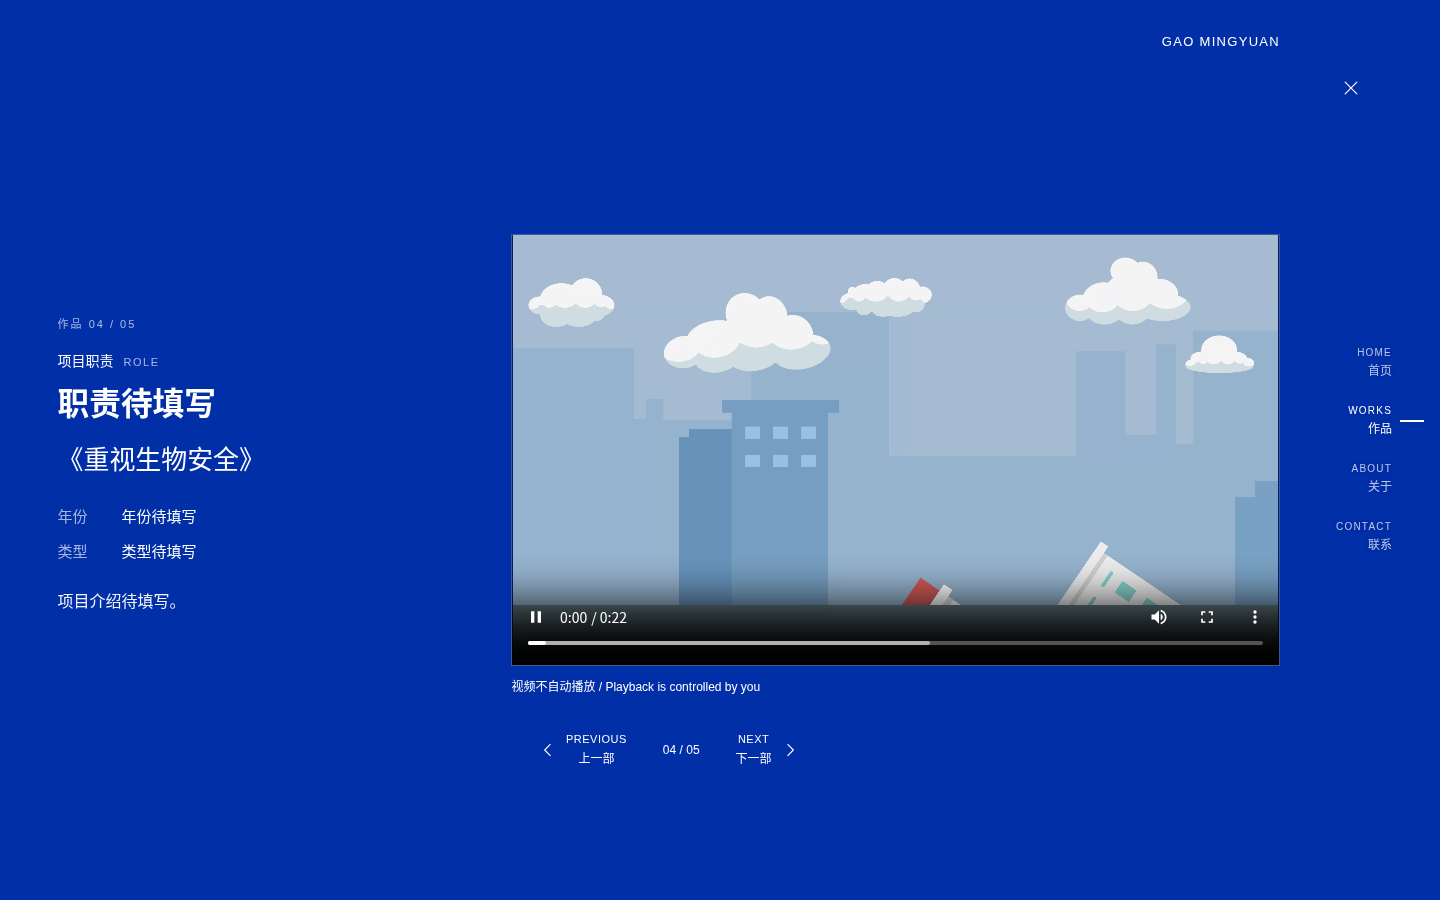 GAO MINGYUAN
作品 04 / 05
项目职责 ROLE
职责待填写
《重视生物安全》
年份 年份待填写
类型 类型待填写
项目介绍待填写。
0:00 / 0:22
视频不自动播放 / Playback is controlled by you
PREVIOUS
上一部
04 / 05
NEXT
下一部
HOME
首页
WORKS
作品
ABOUT
关于
CONTACT
联系